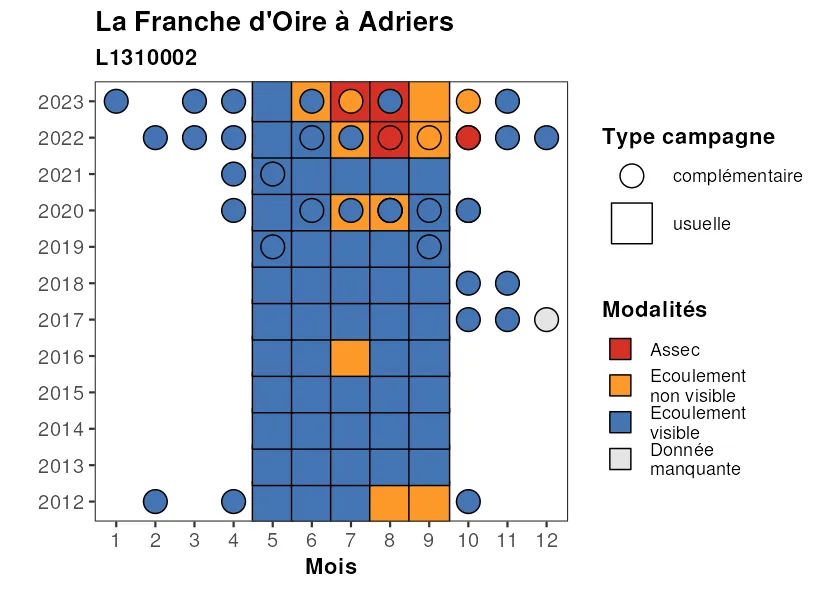 La Franche d'Oire à Adriers
L1310002
2023
2022
2021
2020
2019
2018
2017
2016
2015
2014
2013
2012
1 2 3 4 5 6 7 8 9 10 11 12
Mois
Type campagne
complémentaire
usuelle
Modalités
Assec
Ecoulement
non visible
Ecoulement
visible
Donnée
manquante